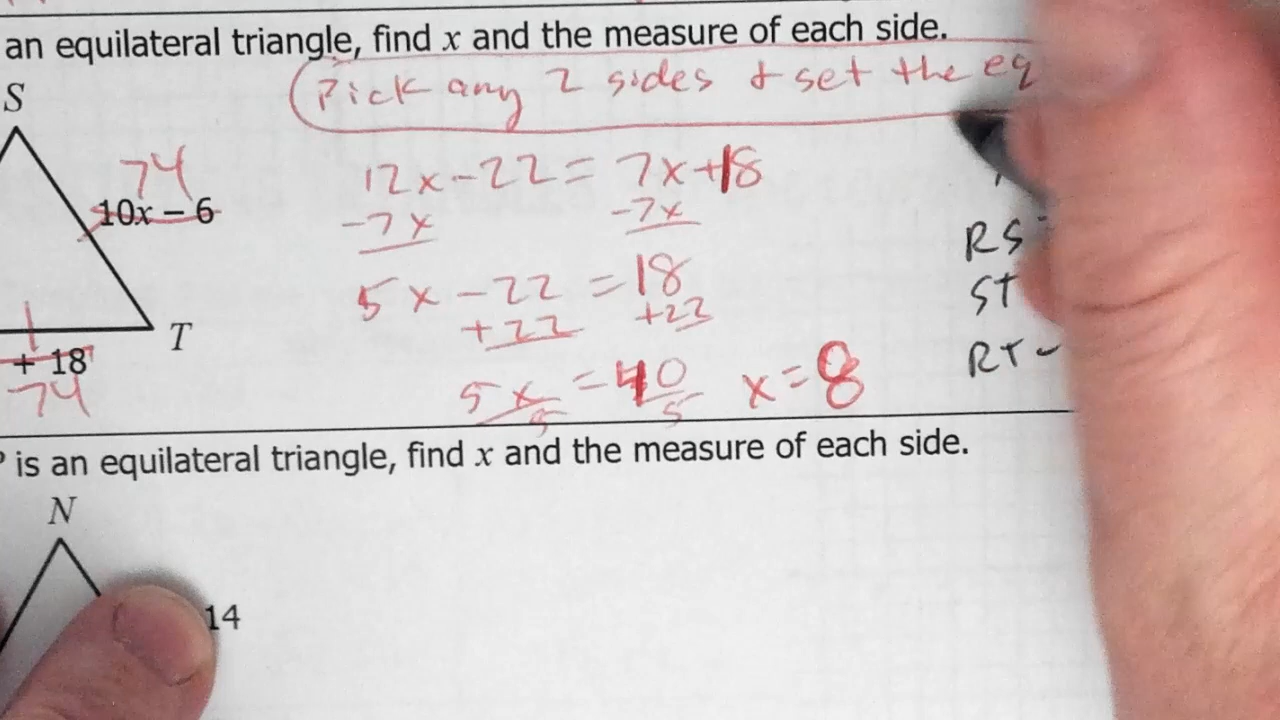 an equilateral triangle, find x and the measure of each side.
Pick any 2 sides + set the eq
S
74
10x – 6
12x – 22 = 7x + 18
– 7x – 7x
5x – 22 = 18
+ 22 + 22
5x = 40 x = 8
5 5
RS
ST
RT -
T
+ 18
74
is an equilateral triangle, find x and the measure of each side.
N
14